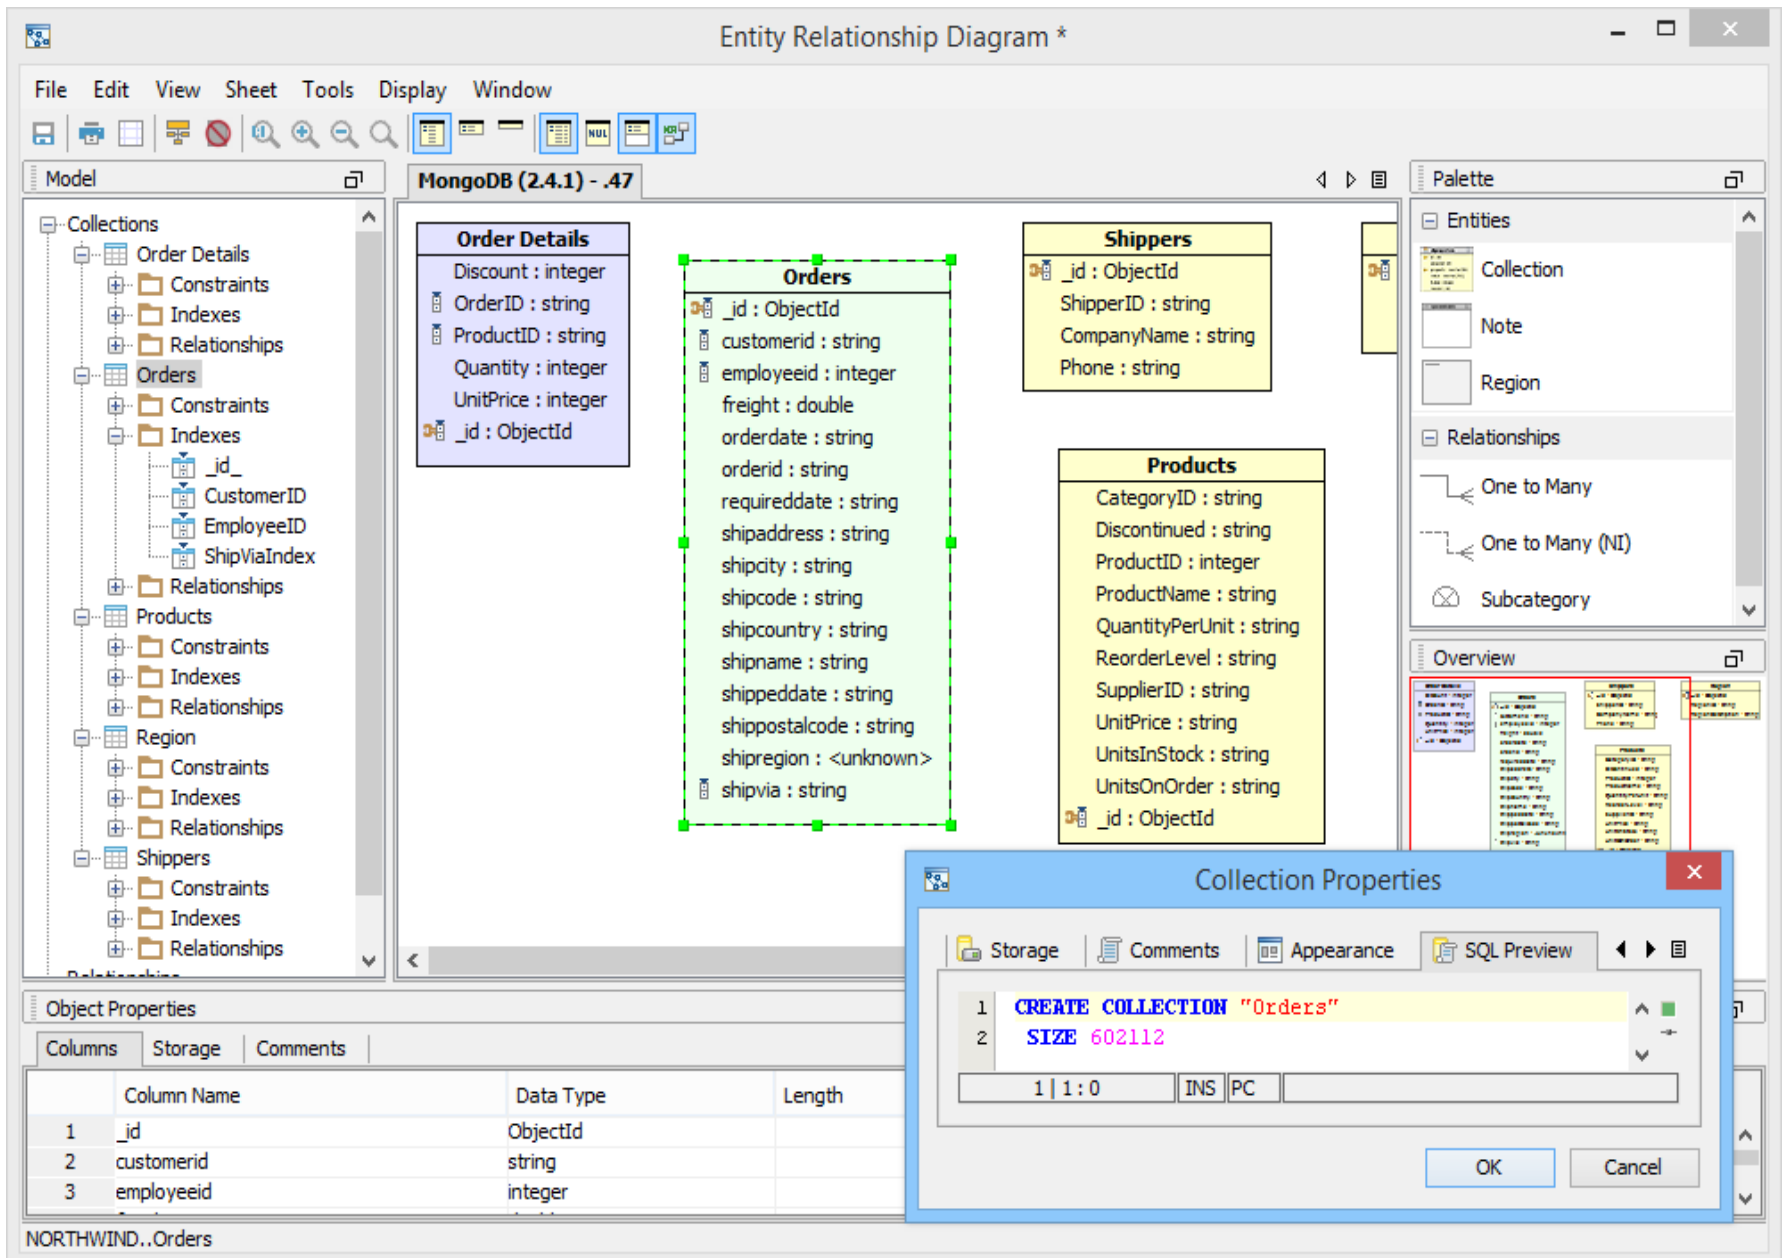 Entity Relationship Diagram *
File Edit View Sheet Tools Display Window
NUL
Model
Collections
Order Details
Constraints
Indexes
Relationships
Orders
Constraints
Indexes
_id_
CustomerID
EmployeeID
ShipViaIndex
Relationships
Products
Constraints
Indexes
Relationships
Region
Constraints
Indexes
Relationships
Shippers
Constraints
Indexes
Relationships
MongoDB (2.4.1) - .47
Order Details
Discount : integer
OrderID : string
ProductID : string
Quantity : integer
UnitPrice : integer
_id : ObjectId
Orders
_id : ObjectId
customerid : string
employeeid : integer
freight : double
orderdate : string
orderid : string
requireddate : string
shipaddress : string
shipcity : string
shipcode : string
shipcountry : string
shipname : string
shippeddate : string
shippostalcode : string
shipregion : <unknown>
shipvia : string
Shippers
_id : ObjectId
ShipperID : string
CompanyName : string
Phone : string
Products
CategoryID : string
Discontinued : string
ProductID : integer
ProductName : string
QuantityPerUnit : string
ReorderLevel : string
SupplierID : string
UnitPrice : string
UnitsInStock : string
UnitsOnOrder : string
_id : ObjectId
Palette
Entities
Collection
Note
Region
Relationships
One to Many
One to Many (NI)
Subcategory
Overview
Collection Properties
Storage Comments Appearance SQL Preview
1 CREATE COLLECTION "Orders"
2 SIZE 602112
1 | 1 : 0 INS PC
OK Cancel
Object Properties
Columns Storage Comments
Column Name Data Type Length
1 _id ObjectId
2 customerid string
3 employeeid integer
NORTHWIND..Orders